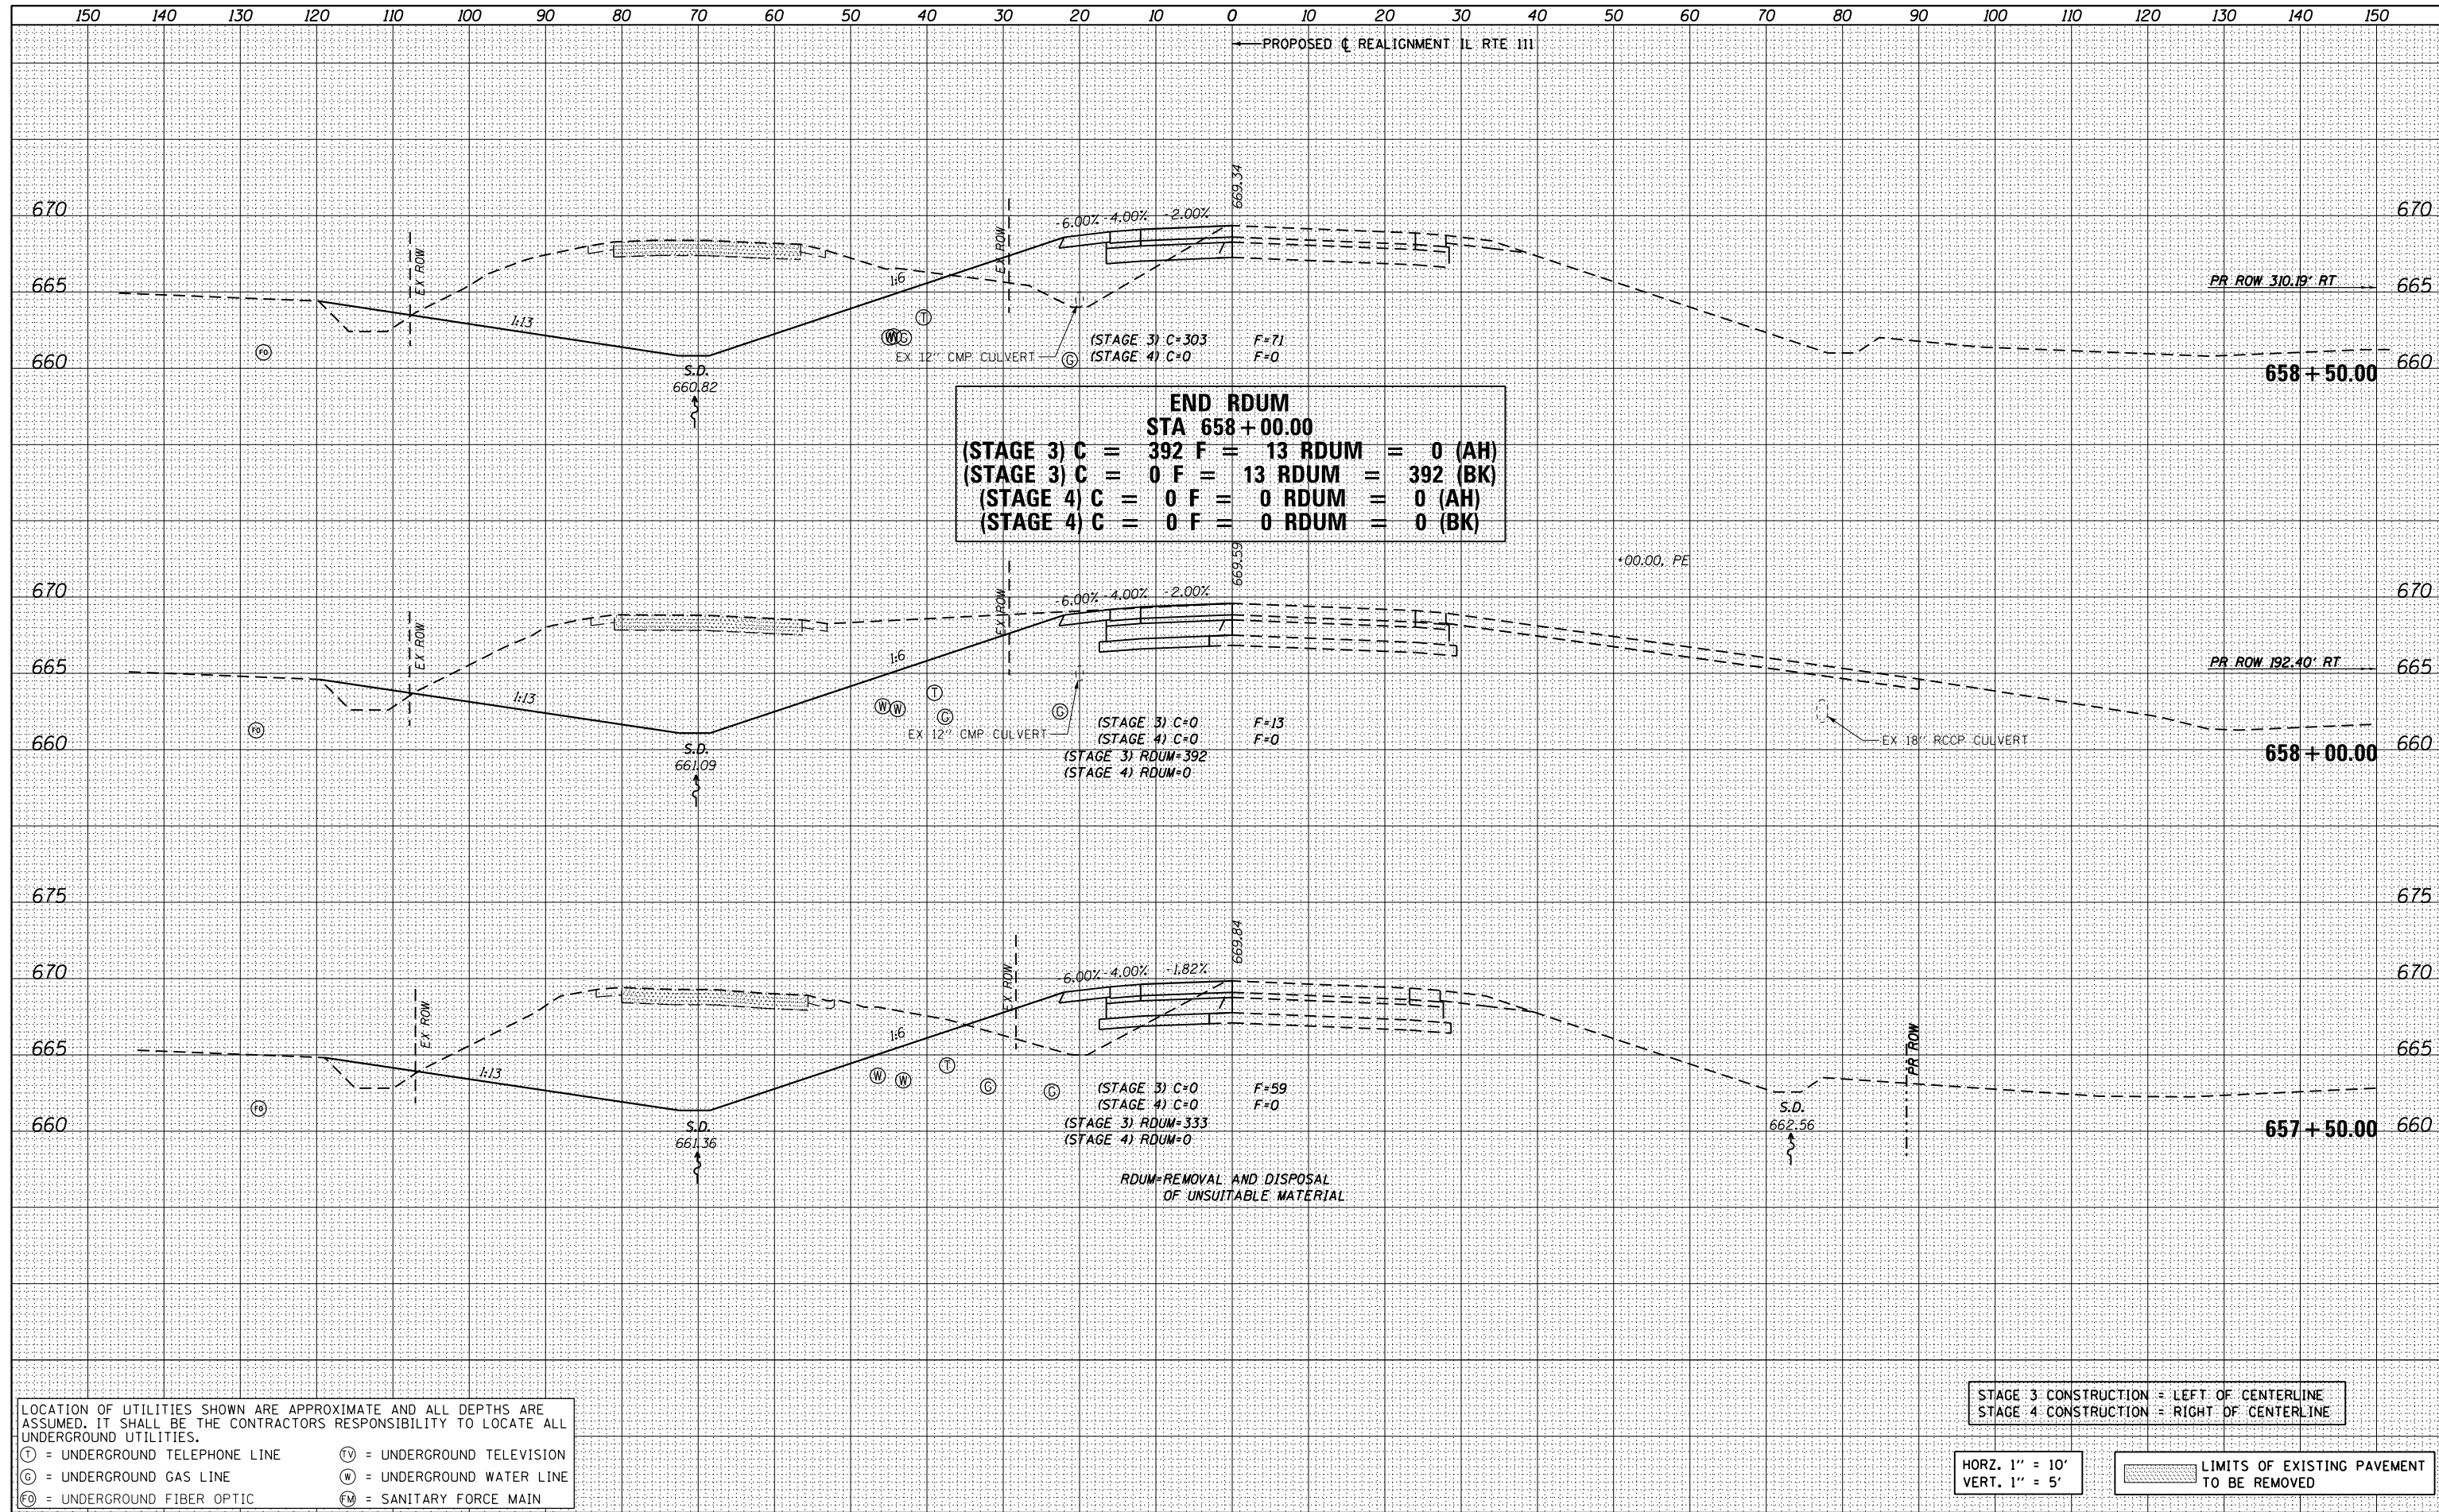 150 140 130 120 110 100 90 80 70 60 50 40 30 20 10 0 10 20 30 40 50 60 70 80 90 100 110 120 130 140 150
PROPOSED ℄ REALIGNMENT IL RTE 111
669.34
670 670
-6.00% -4.00% -2.00%
EX ROW
EX ROW
1:6
1:13
665 665
PR ROW 310.19' RT
T
W W G
FO
G
EX 12'' CMP CULVERT
(STAGE 3) C=303 F=71
(STAGE 4) C=0 F=0
660 660
658+50.00
S.D.
660.82
END RDUM
STA 658+00.00
(STAGE 3) C = 392 F = 13 RDUM = 0 (AH)
(STAGE 3) C = 0 F = 13 RDUM = 392 (BK)
(STAGE 4) C = 0 F = 0 RDUM = 0 (AH)
(STAGE 4) C = 0 F = 0 RDUM = 0 (BK)
669.59
+00.00, PE
670 670
-6.00% -4.00% -2.00%
EX ROW
EX ROW
1:6
1:13
665 665
PR ROW 192.40' RT
T
W W G G
FO
EX 12'' CMP CULVERT
(STAGE 3) C=0 F=13
(STAGE 4) C=0 F=0
(STAGE 3) RDUM=392
(STAGE 4) RDUM=0
EX 18'' RCCP CULVERT
660 660
658+00.00
S.D.
661.09
675 675
669.84
670 670
-6.00% -4.00% -1.82%
EX ROW
EX ROW
1:6
1:13
665 665
PR ROW
T
W W G G
FO
(STAGE 3) C=0 F=59
(STAGE 4) C=0 F=0
(STAGE 3) RDUM=333
(STAGE 4) RDUM=0
660 660
657+50.00
S.D.
661.36
S.D.
662.56
RDUM=REMOVAL AND DISPOSAL
OF UNSUITABLE MATERIAL
LOCATION OF UTILITIES SHOWN ARE APPROXIMATE AND ALL DEPTHS ARE
ASSUMED. IT SHALL BE THE CONTRACTORS RESPONSIBILITY TO LOCATE ALL
UNDERGROUND UTILITIES.
T = UNDERGROUND TELEPHONE LINE TV = UNDERGROUND TELEVISION
G = UNDERGROUND GAS LINE W = UNDERGROUND WATER LINE
FO = UNDERGROUND FIBER OPTIC FM = SANITARY FORCE MAIN
STAGE 3 CONSTRUCTION = LEFT OF CENTERLINE
STAGE 4 CONSTRUCTION = RIGHT OF CENTERLINE
HORZ. 1'' = 10'
VERT. 1'' = 5'
LIMITS OF EXISTING PAVEMENT
TO BE REMOVED